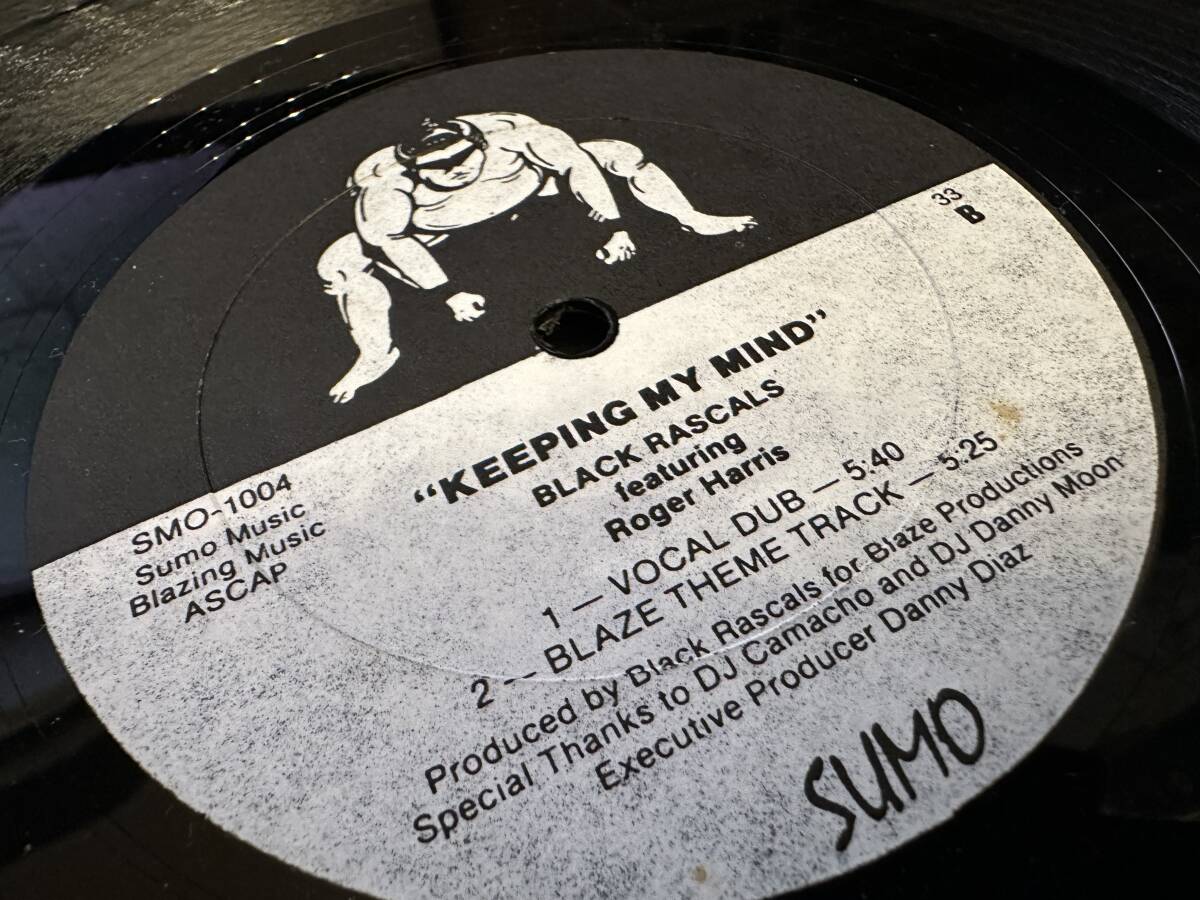 33
B
"KEEPING MY MIND"
BLACK RASCALS
featuring
Roger Harris
SMO-1004
Sumo Music
Blazing Music
ASCAP
1 — VOCAL DUB — 5:40
2 — BLAZE THEME TRACK — 5:25
Produced by Black Rascals for Blaze Productions
Special Thanks to DJ Camacho and DJ Danny Moon
Executive Producer Danny Diaz
SUMO